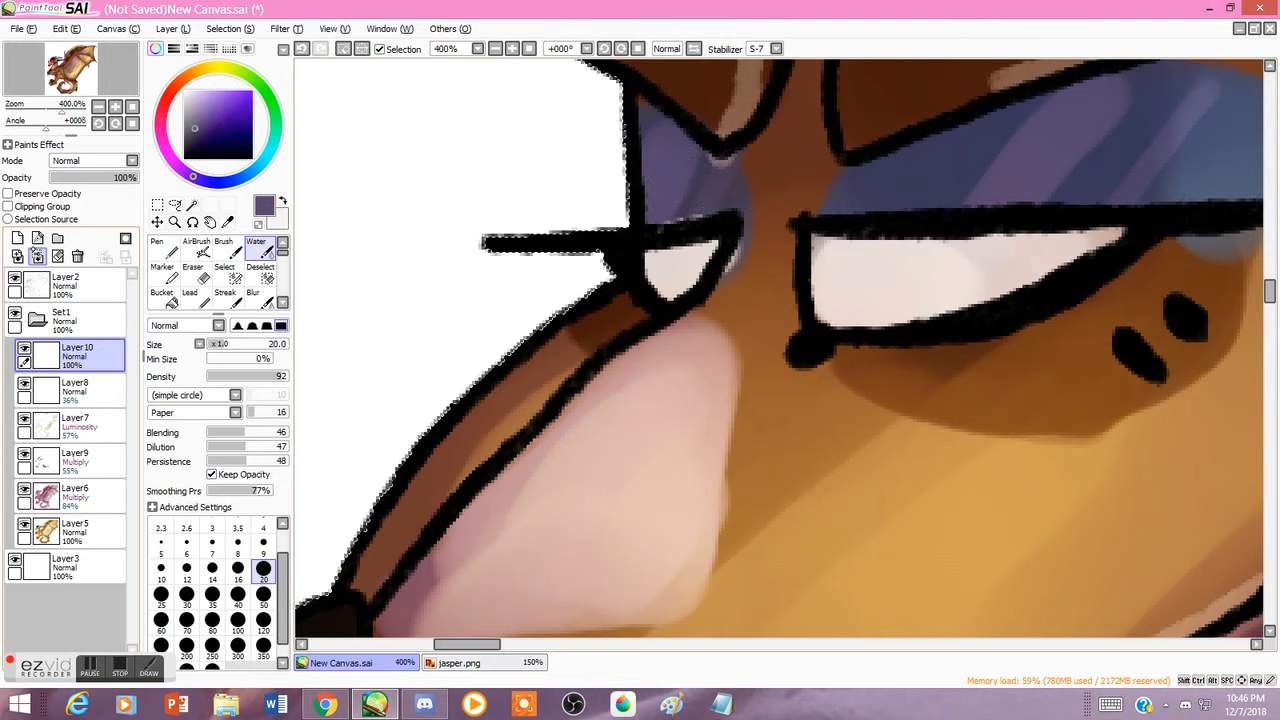 PaintTool SAI (Not Saved)New Canvas.sai (*)
File (F) Edit (E) Canvas (C) Layer (L) Selection (S) Filter (T) View (V) Window (W) Others (O)
Selection 400% +000° Normal Stabilizer S-7
Zoom 400.0%
Angle +0008
Paints Effect
Mode Normal
Opacity 100%
Preserve Opacity
Clipping Group
Selection Source
Layer2
Normal
100%
Set1
Normal
100%
Layer10
Normal
100%
Layer8
Normal
36%
Layer7
Luminosity
57%
Layer9
Multiply
55%
Layer6
Multiply
84%
Layer5
Normal
100%
Layer3
Normal
100%
Pen AirBrush Brush Water
Marker Eraser Select Deselect
Bucket Lead Streak Blur
Normal
Size x 1.0 20.0
Min Size 0%
Density 92
(simple circle) 10
Paper 16
Blending 46
Dilution 47
Persistence 48
Keep Opacity
Smoothing Prs 77%
Advanced Settings
2.3 2.6 3 3.5 4
5 6 7 8 9
10 12 14 16 20
25 30 35 40 50
60 70 80 100 120
200 250 300 350
ezvid
RECORDER
PAUSE STOP DRAW
New Canvas.sai 400% jasper.png 150%
Memory load: 59% (780MB used / 2172MB reserved) Shft Ctrl Alt SPC Any
10:46 PM
12/7/2018